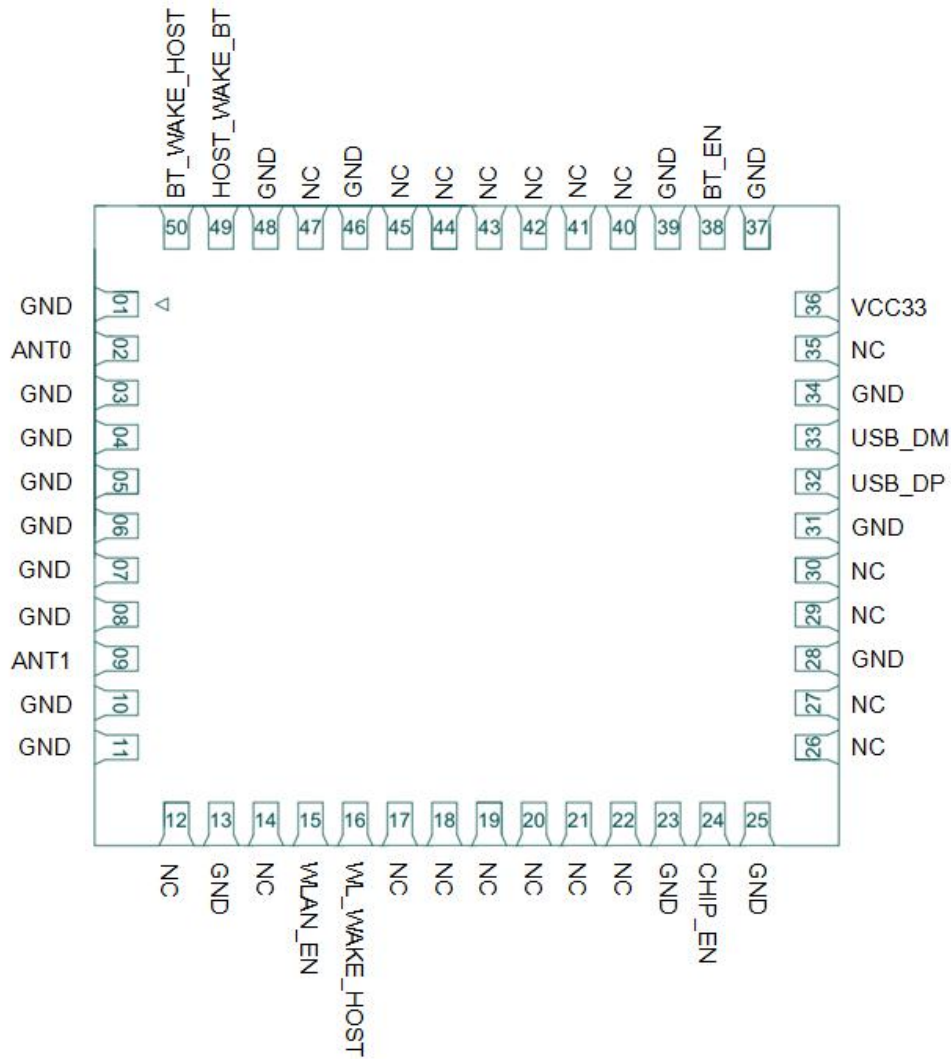 BT_WAKE_HOST
HOST_WAKE_BT
GND
NC
GND
NC
NC
NC
NC
NC
NC
GND
BT_EN
GND
50 49 48 47 46 45 44 43 42 41 40 39 38 37
GND 01
ANT0 02
GND 03
GND 04
GND 05
GND 06
GND 07
GND 08
ANT1 09
GND 10
GND 11
36 VCC33
35 NC
34 GND
33 USB_DM
32 USB_DP
31 GND
30 NC
29 NC
28 GND
27 NC
26 NC
12 13 14 15 16 17 18 19 20 21 22 23 24 25
NC
GND
NC
WLAN_EN
WL_WAKE_HOST
NC
NC
NC
NC
NC
NC
GND
CHIP_EN
GND